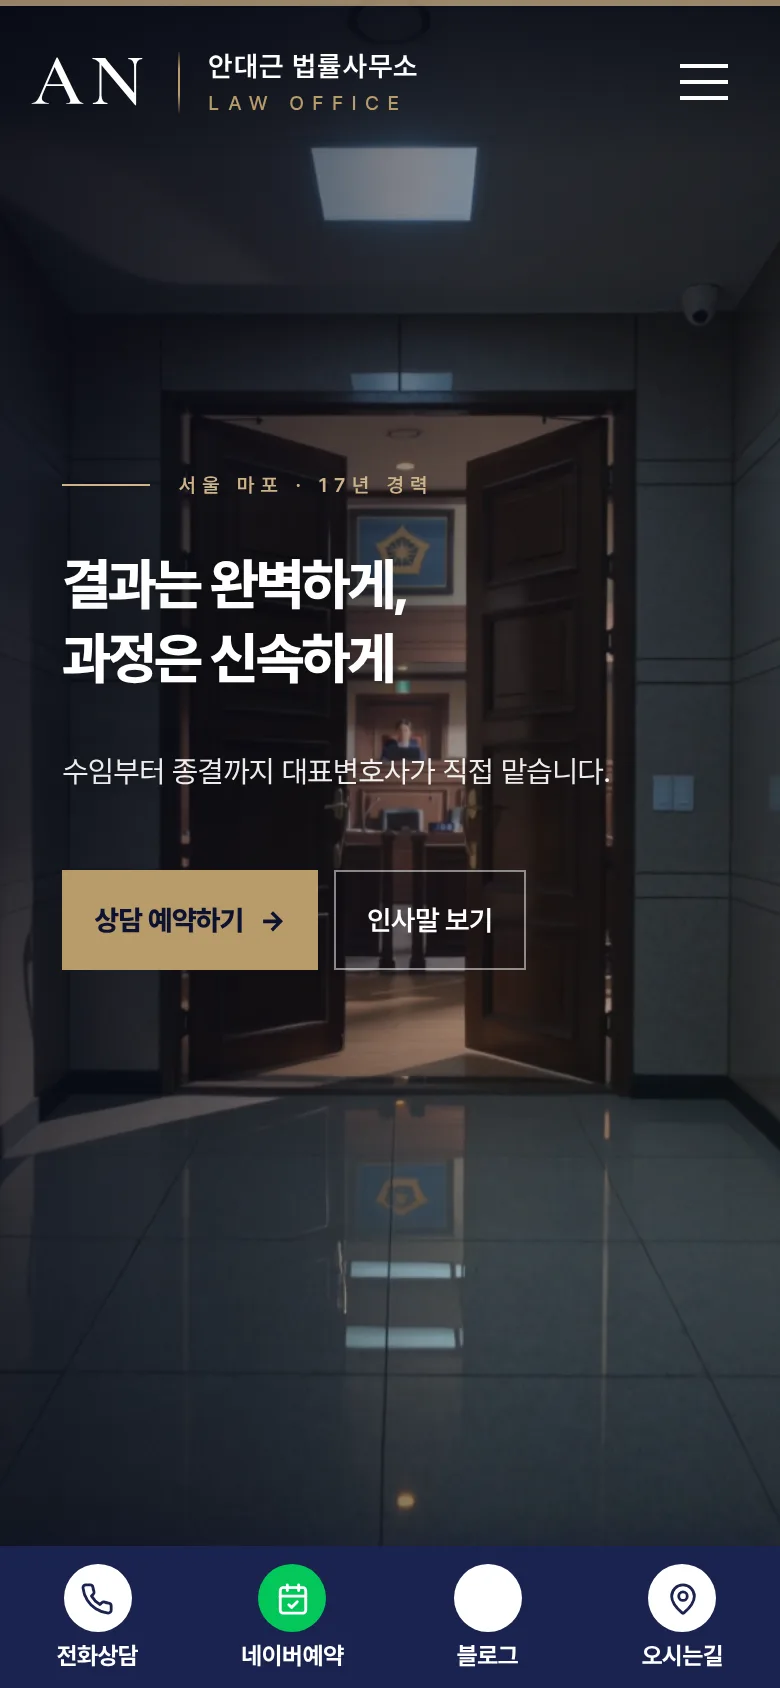 AN
안대근 법률사무소
LAW OFFICE
서울 마포 · 17년 경력
결과는 완벽하게,
과정은 신속하게
수임부터 종결까지 대표변호사가 직접 맡습니다.
상담 예약하기 →
인사말 보기
전화상담
네이버예약
블로그
오시는길